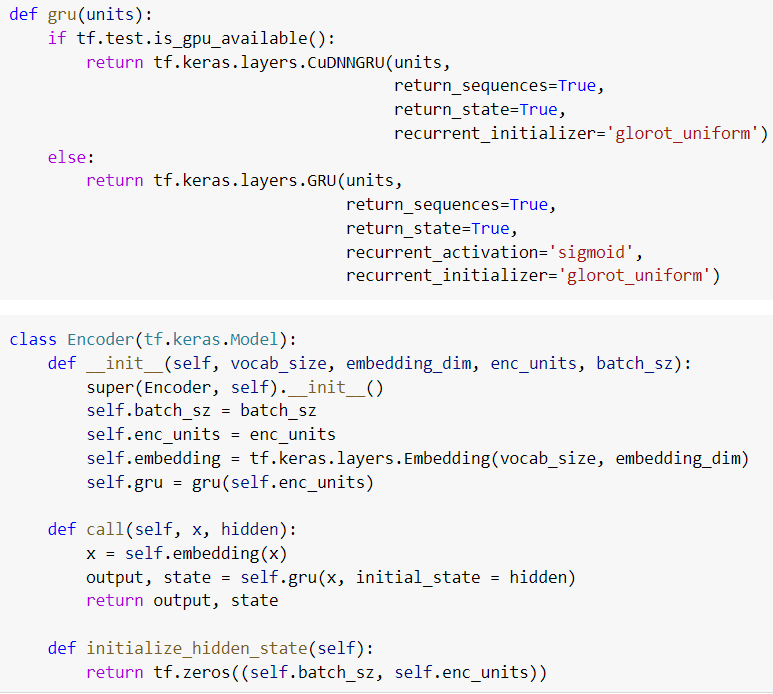 def gru(units):
    if tf.test.is_gpu_available():
        return tf.keras.layers.CuDNNGRU(units,
                                        return_sequences=True,
                                        return_state=True,
                                        recurrent_initializer='glorot_uniform')
    else:
        return tf.keras.layers.GRU(units,
                                   return_sequences=True,
                                   return_state=True,
                                   recurrent_activation='sigmoid',
                                   recurrent_initializer='glorot_uniform')
class Encoder(tf.keras.Model):
    def __init__(self, vocab_size, embedding_dim, enc_units, batch_sz):
        super(Encoder, self).__init__()
        self.batch_sz = batch_sz
        self.enc_units = enc_units
        self.embedding = tf.keras.layers.Embedding(vocab_size, embedding_dim)
        self.gru = gru(self.enc_units)
    def call(self, x, hidden):
        x = self.embedding(x)
        output, state = self.gru(x, initial_state = hidden)
        return output, state
    def initialize_hidden_state(self):
        return tf.zeros((self.batch_sz, self.enc_units))